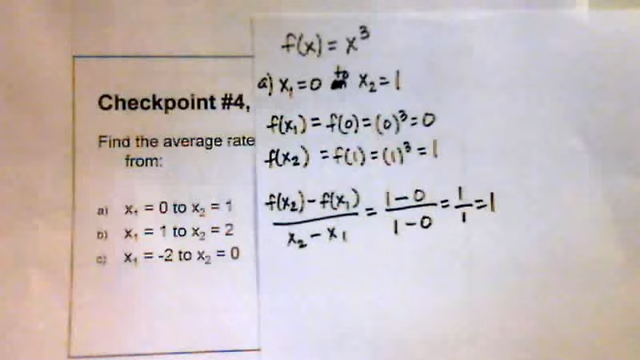 Checkpoint #4,
Find the average rate
from:
a) x₁ = 0 to x₂ = 1
b) x₁ = 1 to x₂ = 2
c) x₁ = -2 to x₂ = 0
f(x) = x³
a) x₁=0 to x₂=1
f(x₁) = f(0) = (0)³ = 0
f(x₂) = f(1) = (1)³ = 1
f(x₂) - f(x₁) / x₂ - x₁ = 1-0 / 1-0 = 1/1 = 1